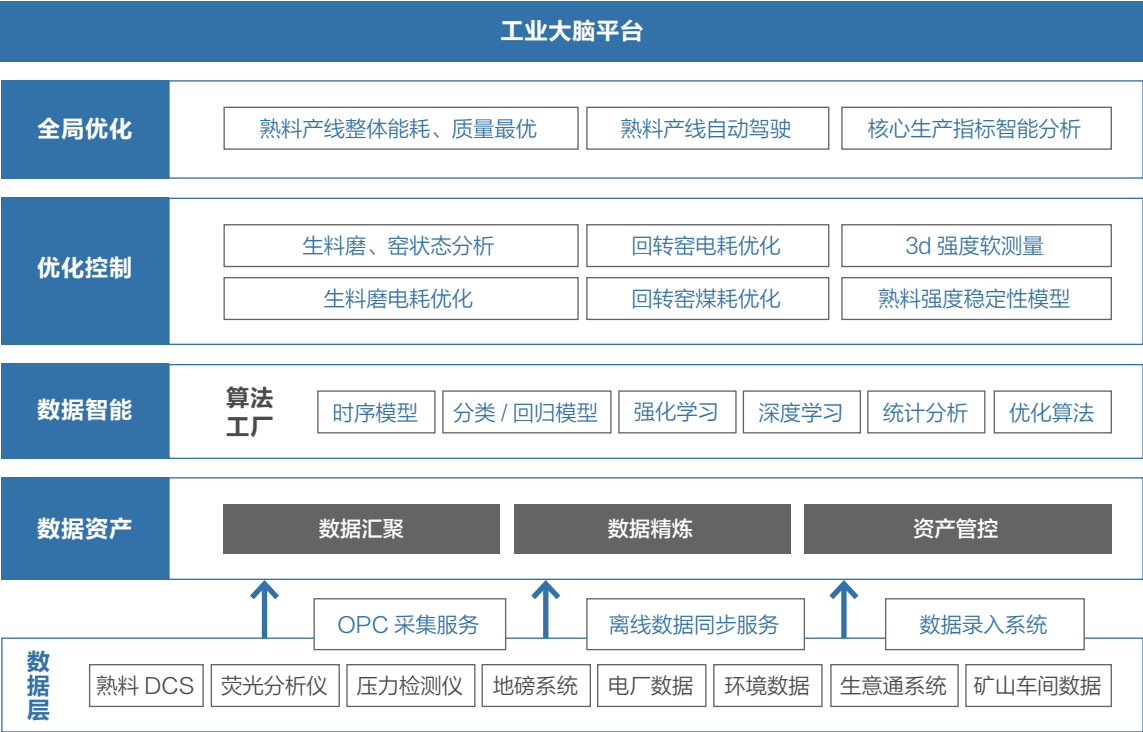 工业大脑平台
全局优化
熟料产线整体能耗、质量最优
熟料产线自动驾驶
核心生产指标智能分析
优化控制
生料磨、窑状态分析
回转窑电耗优化
3d 强度软测量
生料磨电耗优化
回转窑煤耗优化
熟料强度稳定性模型
数据智能
算法
工厂
时序模型
分类 / 回归模型
强化学习
深度学习
统计分析
优化算法
数据资产
数据汇聚
数据精炼
资产管控
OPC 采集服务
离线数据同步服务
数据录入系统
数据层
熟料 DCS
荧光分析仪
压力检测仪
地磅系统
电厂数据
环境数据
生意通系统
矿山车间数据